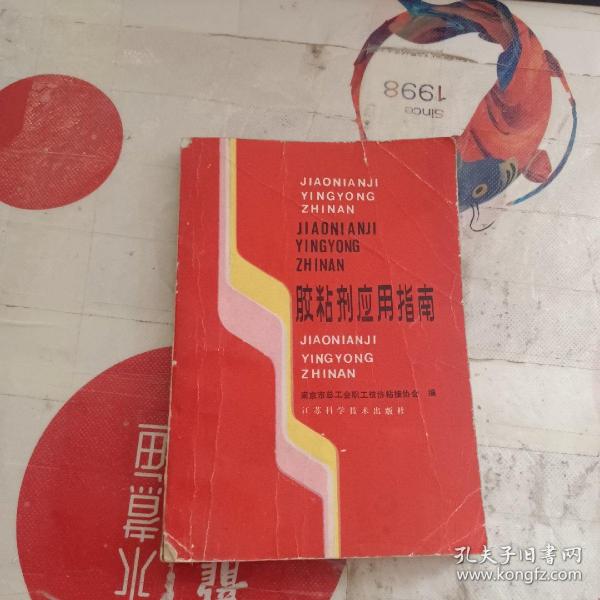 Since
1998
JIAONIANJI
YINGYONG
ZHINAN
JIAONIANJI
YINGYONG
ZHINAN
胶粘剂应用指南
JIAONIANJI
YINGYONG
ZHINAN
南京市总工会职工技协粘接协会 编
江苏科学技术出版社
孔夫子旧书网
www.kongfz.com